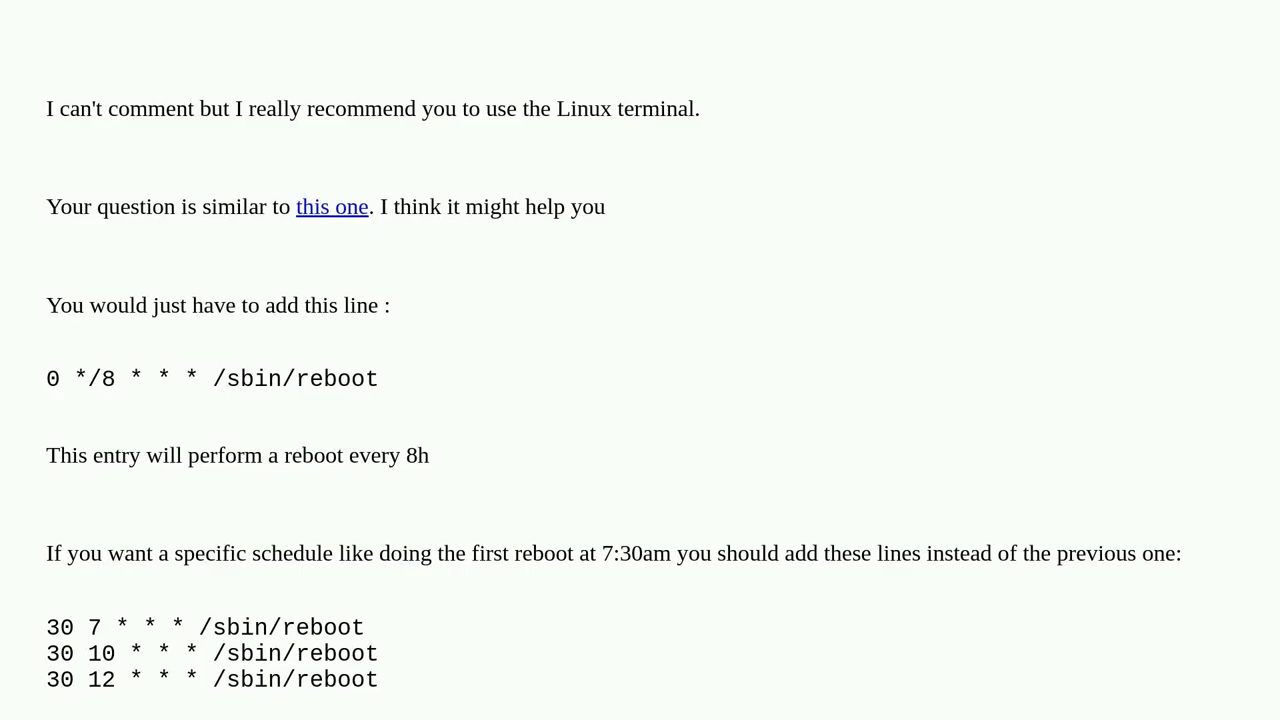 I can't comment but I really recommend you to use the Linux terminal.
Your question is similar to this one. I think it might help you
You would just have to add this line :
0 */8 * * * /sbin/reboot
This entry will perform a reboot every 8h
If you want a specific schedule like doing the first reboot at 7:30am you should add these lines instead of the previous one:
30 7 * * * /sbin/reboot
30 10 * * * /sbin/reboot
30 12 * * * /sbin/reboot